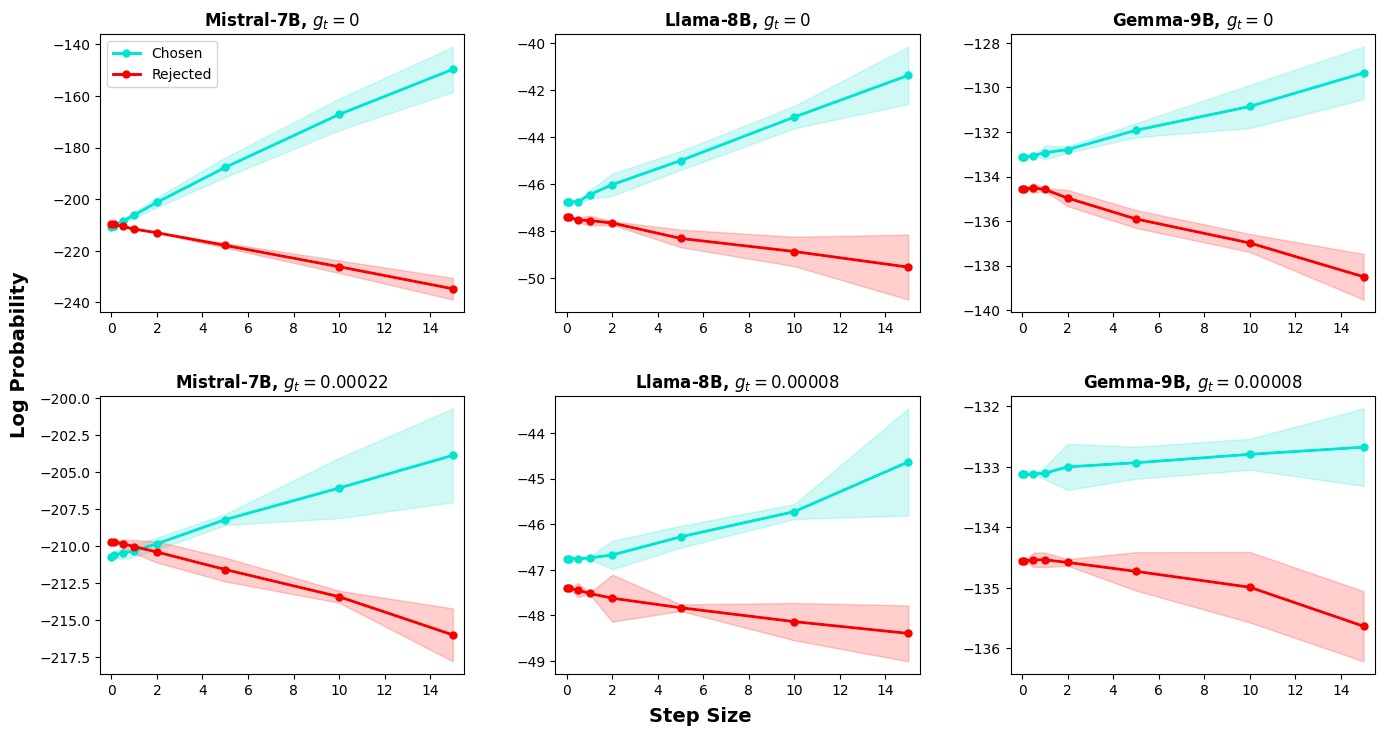 Mistral-7B, g_t = 0
Llama-8B, g_t = 0
Gemma-9B, g_t = 0
Chosen
Rejected
−140
−160
−180
−200
−220
−240
0 2 4 6 8 10 12 14
−40
−42
−44
−46
−48
−50
0 2 4 6 8 10 12 14
−128
−130
−132
−134
−136
−138
−140
0 2 4 6 8 10 12 14
Log Probability
Mistral-7B, g_t = 0.00022
Llama-8B, g_t = 0.00008
Gemma-9B, g_t = 0.00008
−200.0
−202.5
−205.0
−207.5
−210.0
−212.5
−215.0
−217.5
0 2 4 6 8 10 12 14
−44
−45
−46
−47
−48
−49
0 2 4 6 8 10 12 14
−132
−133
−134
−135
−136
0 2 4 6 8 10 12 14
Step Size